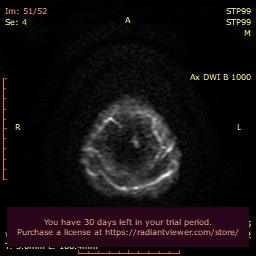 Im: 51/52
Se: 4
A
STP99
STP99
M
Ax DWI B 1000
R
L
You have 30 days left in your trial period.
Purchase a license at https://radiantviewer.com/store/